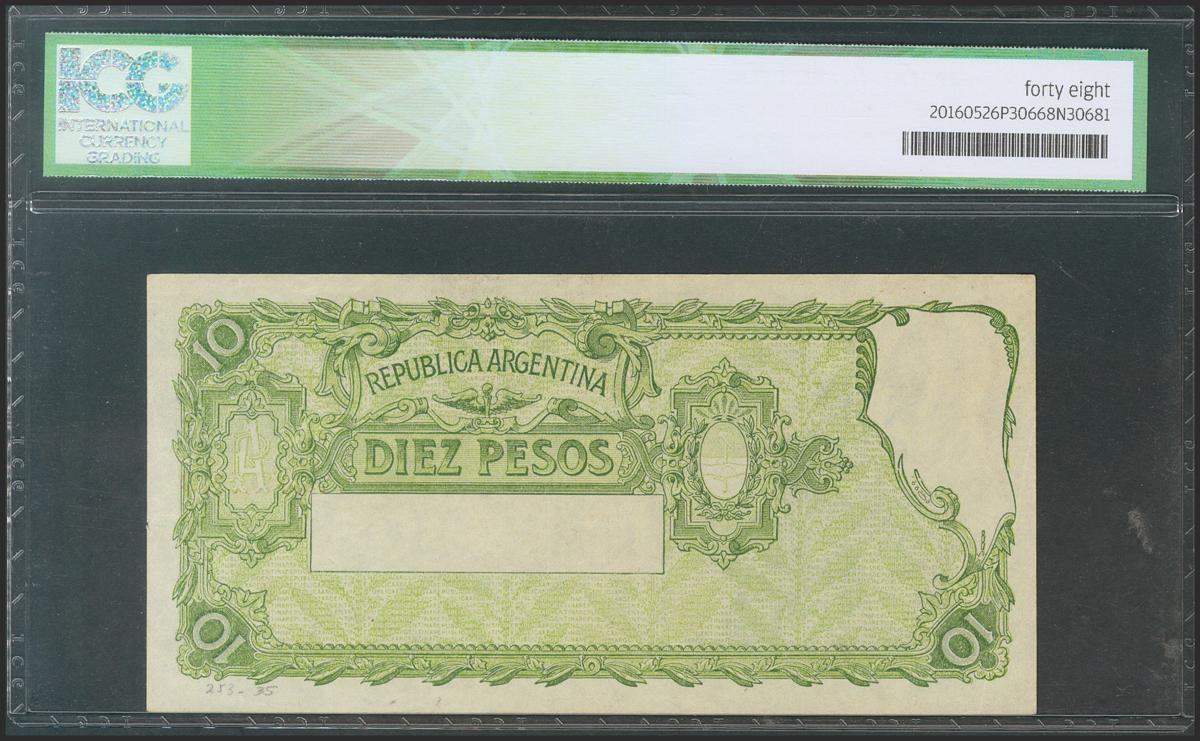 ICG
INTERNATIONAL
CURRENCY
GRADING
forty eight
20160526P30668N30681
10
REPUBLICA ARGENTINA
DIEZ PESOS
10
10
253-35